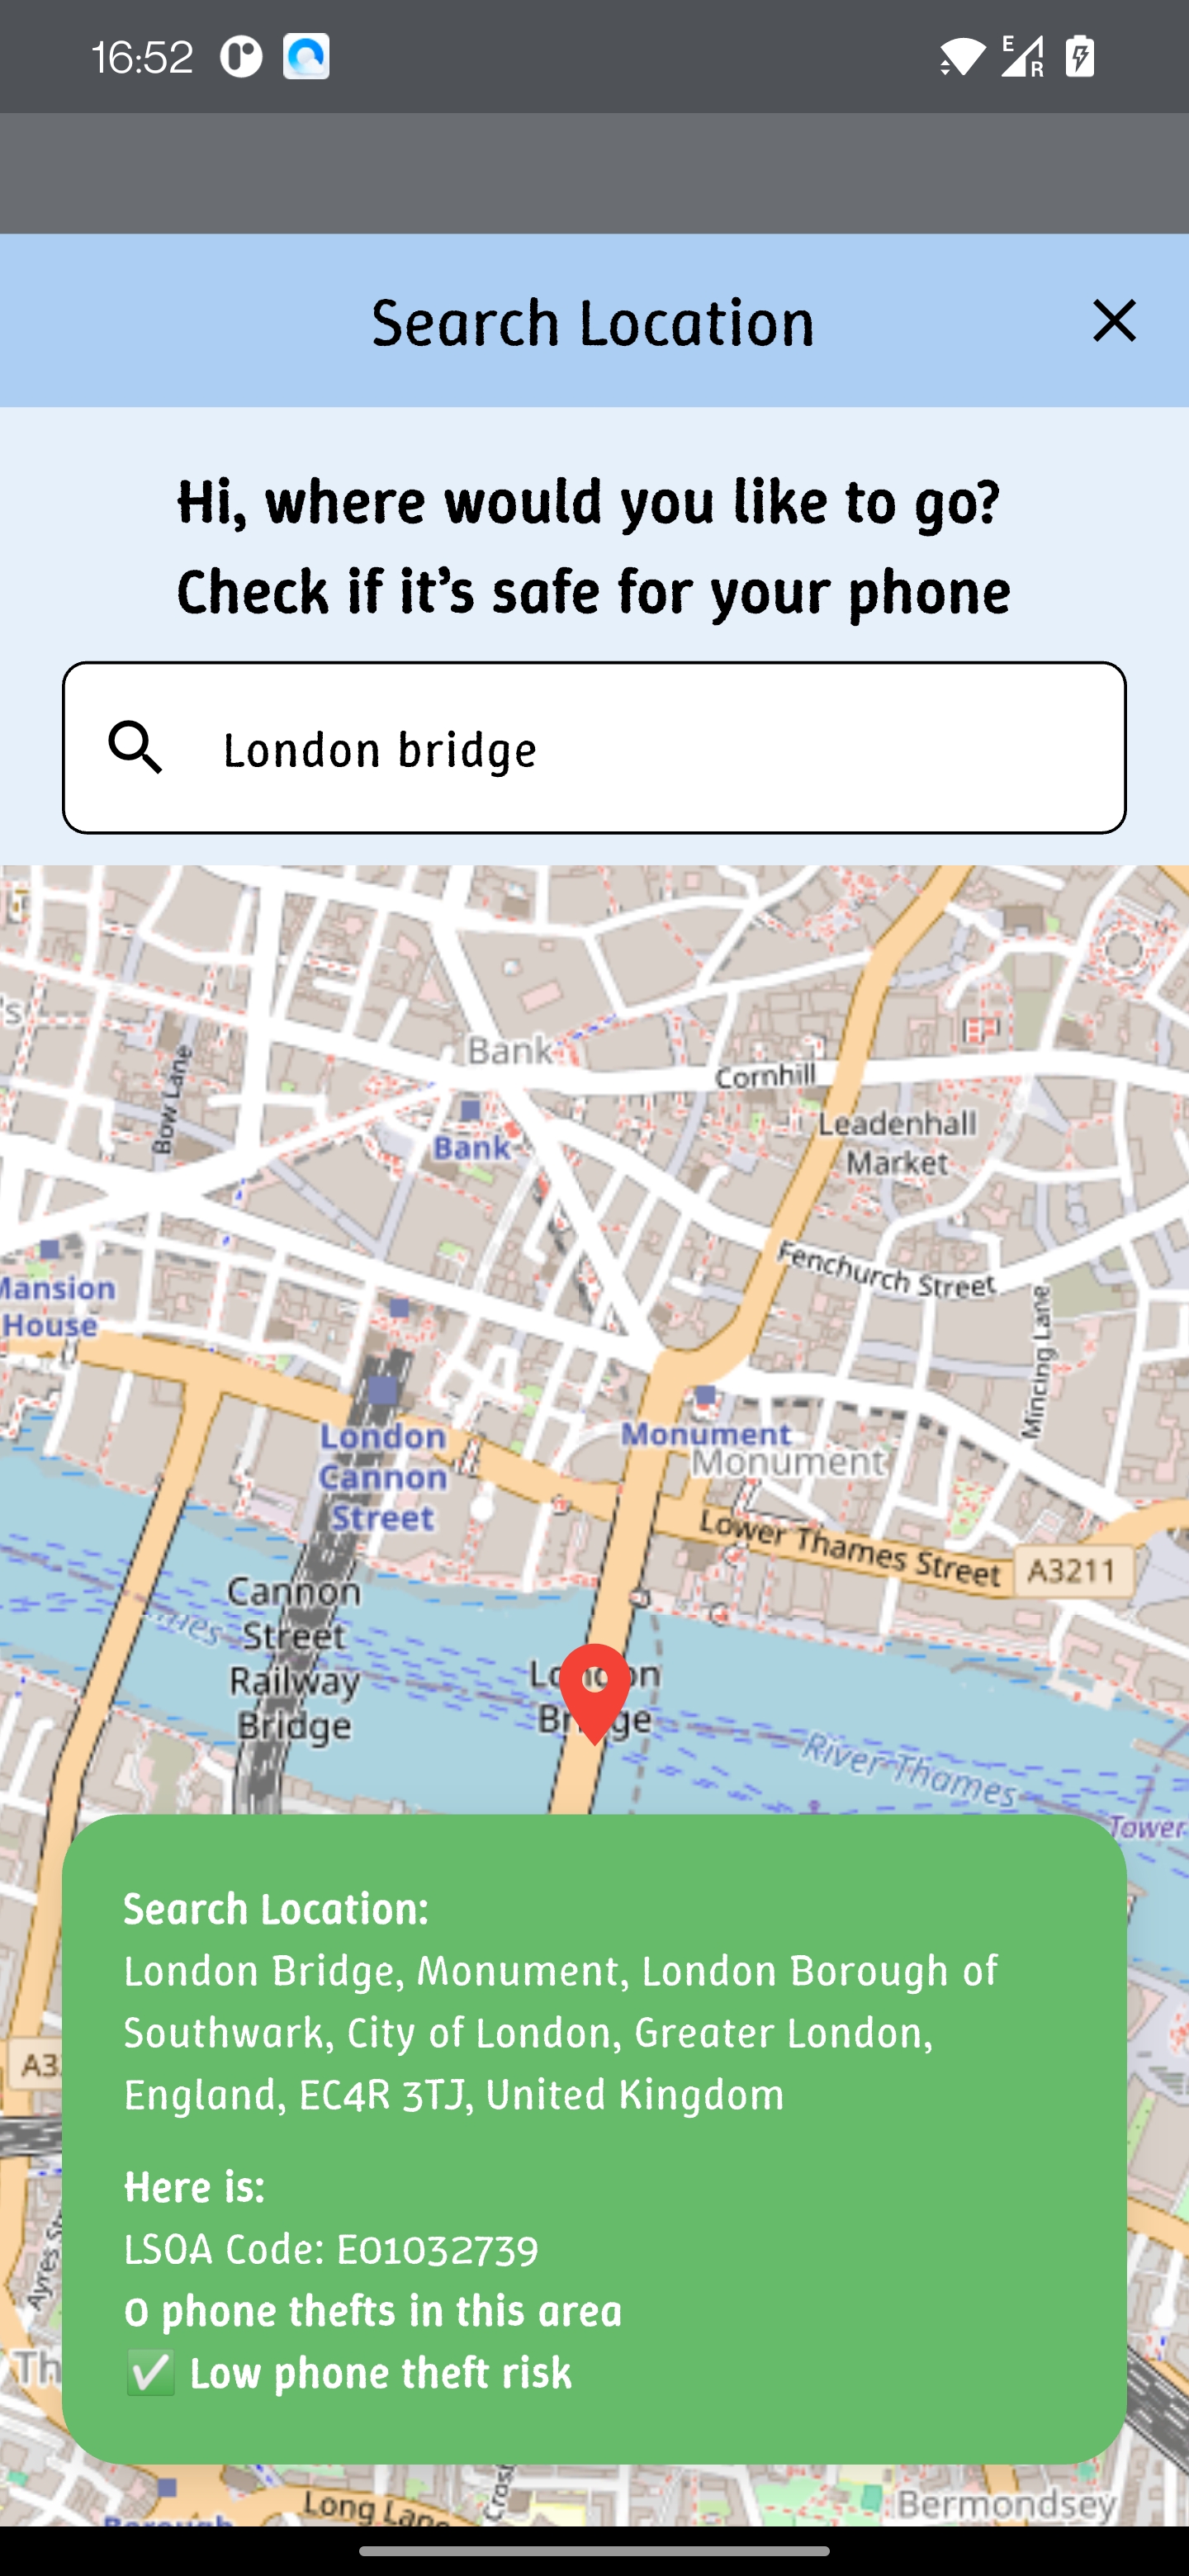 16:52
E
R
Search Location
Hi, where would you like to go?
Check if it's safe for your phone
London bridge
's
Bank
Cornhill
Bow Lane
Leadenhall
Market
Bank
Fenchurch Street
Mansion
House
Mincing Lane
London
Cannon
Street
Monument
Monument
Lower Thames Street
A3211
Cannon
Street
Railway
Bridge
London
Bridge
River Thames
Tower
Search Location:
London Bridge, Monument, London Borough of
Southwark, City of London, Greater London,
England, EC4R 3TJ, United Kingdom
A3
Here is:
LSOA Code: E01032739
0 phone thefts in this area
✅ Low phone theft risk
Ayres
Th
Long Lane
Bermondsey
Borough